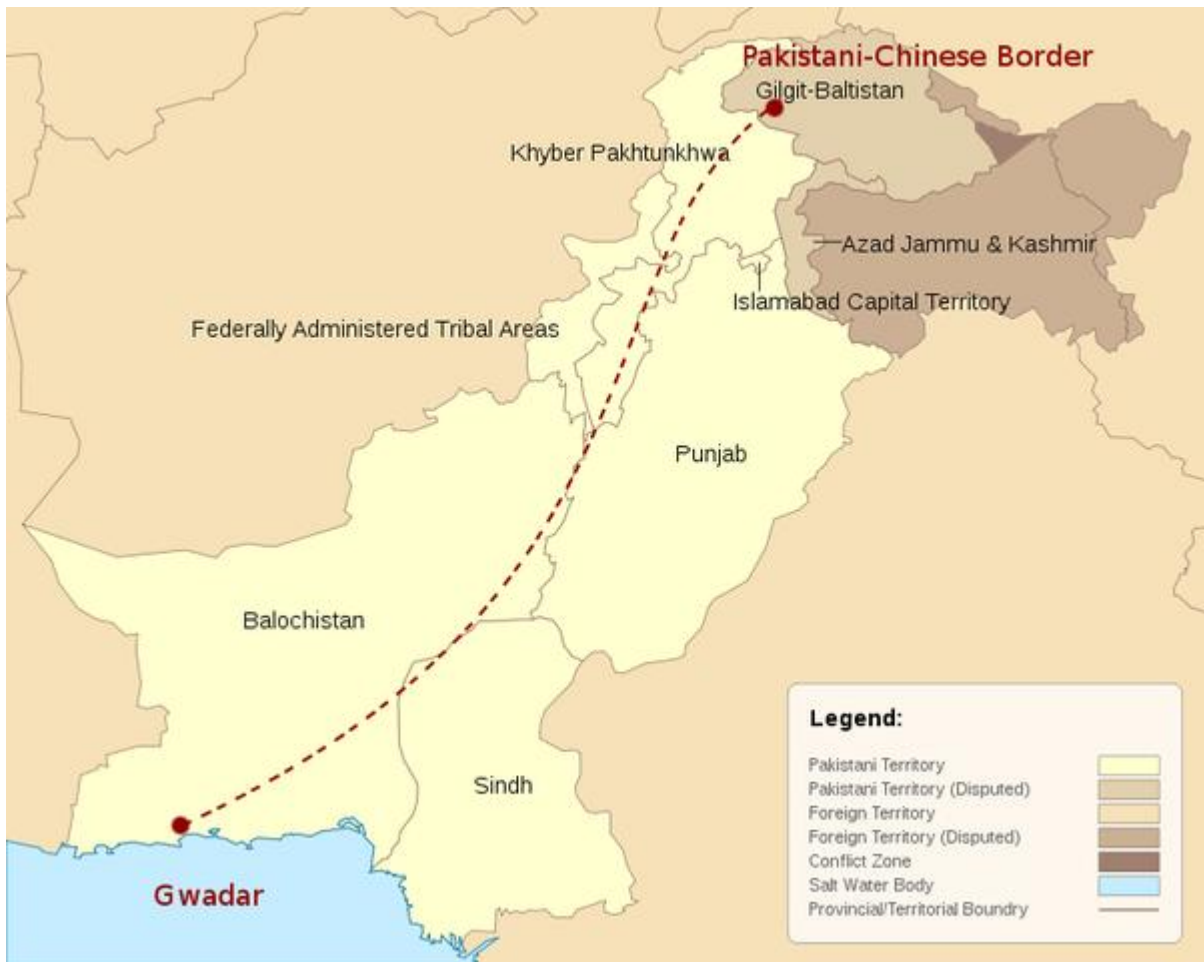 Pakistani-Chinese Border
Gilgit-Baltistan
Khyber Pakhtunkhwa
Azad Jammu & Kashmir
Islamabad Capital Territory
Federally Administered Tribal Areas
Punjab
Balochistan
Sindh
Gwadar
Legend:
Pakistani Territory
Pakistani Territory (Disputed)
Foreign Territory
Foreign Territory (Disputed)
Conflict Zone
Salt Water Body
Provincial/Territorial Boundry